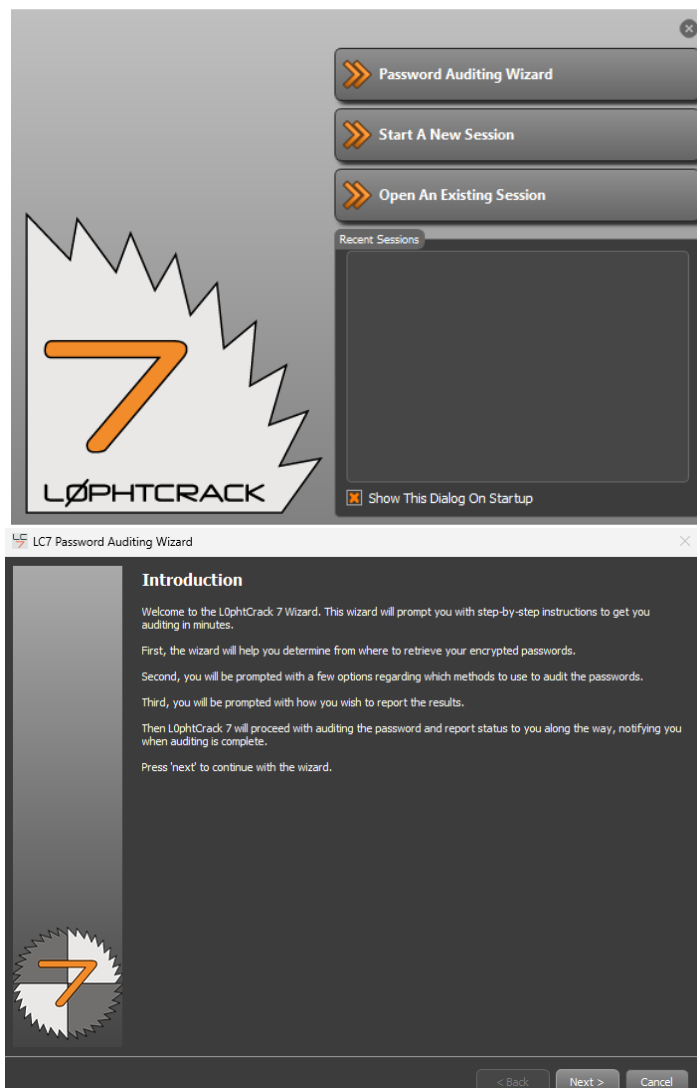 Password Auditing Wizard
Start A New Session
Open An Existing Session
Recent Sessions
7
LØPHTCRACK
Show This Dialog On Startup
LC7 Password Auditing Wizard
Introduction
Welcome to the L0phtCrack 7 Wizard. This wizard will prompt you with step-by-step instructions to get you
auditing in minutes.
First, the wizard will help you determine from where to retrieve your encrypted passwords.
Second, you will be prompted with a few options regarding which methods to use to audit the passwords.
Third, you will be prompted with how you wish to report the results.
Then L0phtCrack 7 will proceed with auditing the password and report status to you along the way, notifying you
when auditing is complete.
Press 'next' to continue with the wizard.
7
< Back Next > Cancel